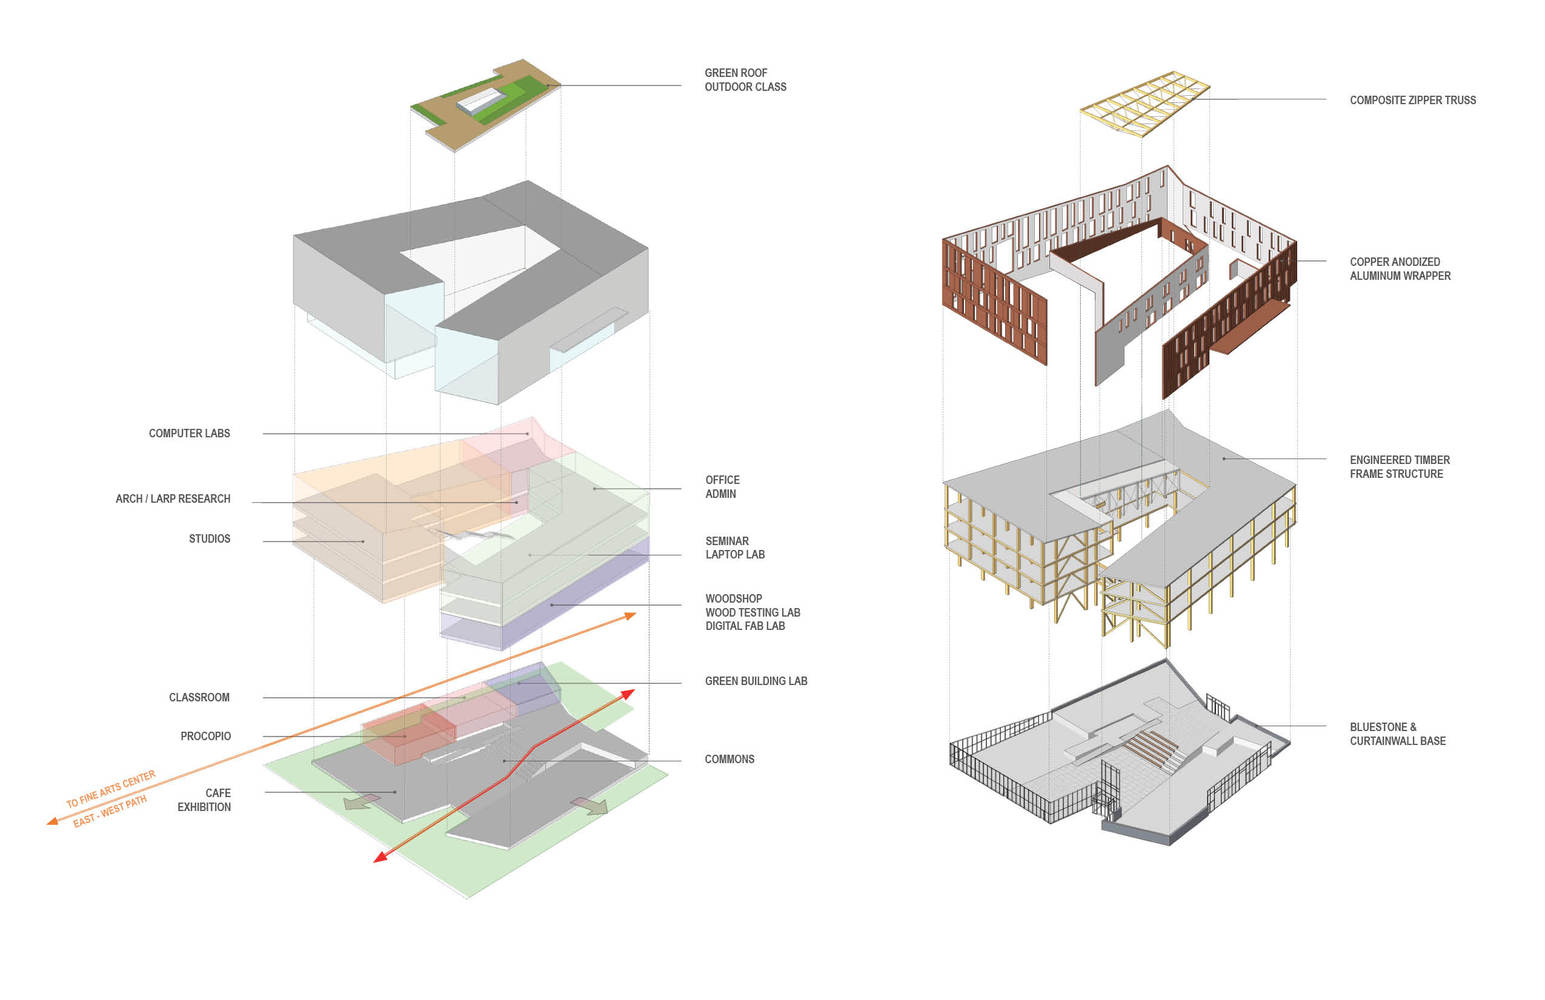 GREEN ROOF
OUTDOOR CLASS
COMPUTER LABS
ARCH / LARP RESEARCH
STUDIOS
OFFICE
ADMIN
SEMINAR
LAPTOP LAB
WOODSHOP
WOOD TESTING LAB
DIGITAL FAB LAB
CLASSROOM
GREEN BUILDING LAB
PROCOPIO
COMMONS
CAFE
EXHIBITION
TO FINE ARTS CENTER
EAST - WEST PATH
COMPOSITE ZIPPER TRUSS
COPPER ANODIZED
ALUMINUM WRAPPER
ENGINEERED TIMBER
FRAME STRUCTURE
BLUESTONE &
CURTAINWALL BASE